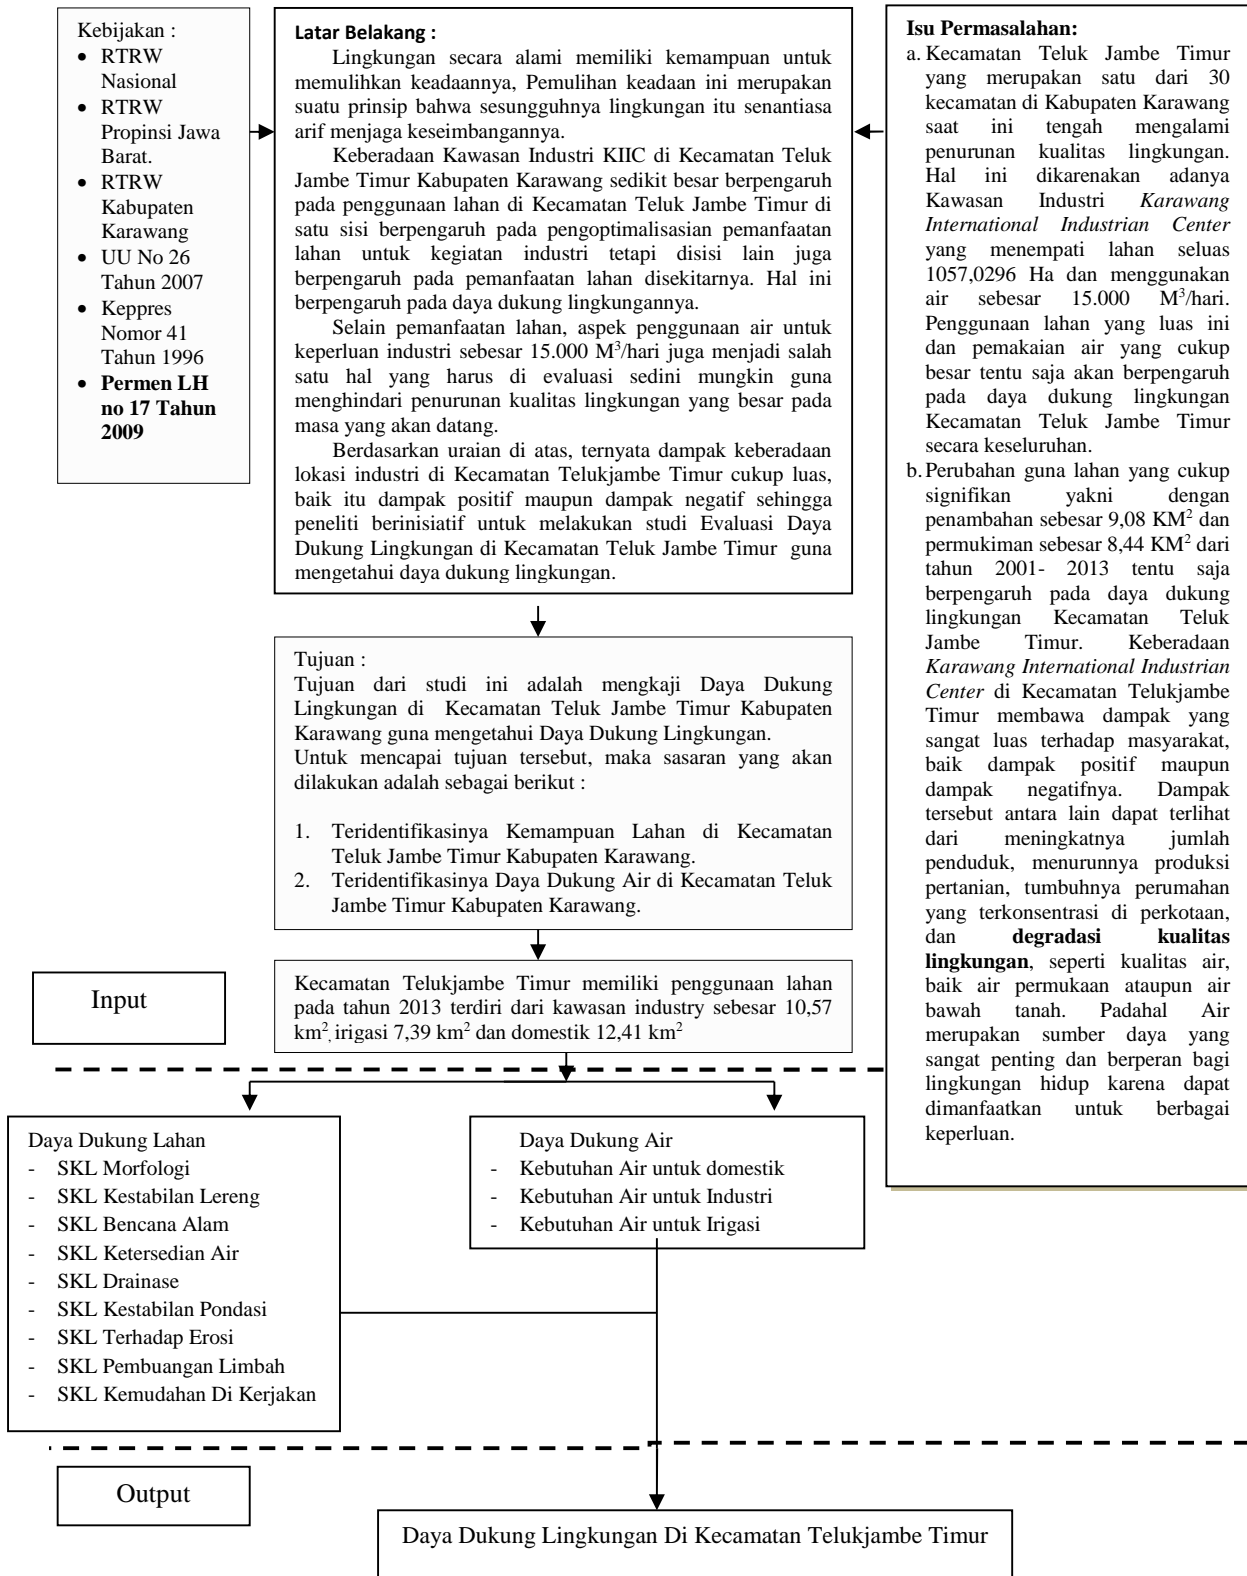 Kebijakan :
• RTRW
Nasional
• RTRW
Propinsi Jawa
Barat.
• RTRW
Kabupaten
Karawang
• UU No 26
Tahun 2007
• Keppres
Nomor 41
Tahun 1996
• Permen LH
no 17 Tahun
2009
Latar Belakang :
Lingkungan secara alami memiliki kemampuan untuk
memulihkan keadaannya, Pemulihan keadaan ini merupakan
suatu prinsip bahwa sesungguhnya lingkungan itu senantiasa
arif menjaga keseimbangannya.
Keberadaan Kawasan Industri KIIC di Kecamatan Teluk
Jambe Timur Kabupaten Karawang sedikit besar berpengaruh
pada penggunaan lahan di Kecamatan Teluk Jambe Timur di
satu sisi berpengaruh pada pengoptimalisasian pemanfaatan
lahan untuk kegiatan industri tetapi disisi lain juga
berpengaruh pada pemanfaatan lahan disekitarnya. Hal ini
berpengaruh pada daya dukung lingkungannya.
Selain pemanfaatan lahan, aspek penggunaan air untuk
keperluan industri sebesar 15.000 M³/hari juga menjadi salah
satu hal yang harus di evaluasi sedini mungkin guna
menghindari penurunan kualitas lingkungan yang besar pada
masa yang akan datang.
Berdasarkan uraian di atas, ternyata dampak keberadaan
lokasi industri di Kecamatan Telukjambe Timur cukup luas,
baik itu dampak positif maupun dampak negatif sehingga
peneliti berinisiatif untuk melakukan studi Evaluasi Daya
Dukung Lingkungan di Kecamatan Teluk Jambe Timur guna
mengetahui daya dukung lingkungan.
Isu Permasalahan:
a. Kecamatan Teluk Jambe Timur
yang merupakan satu dari 30
kecamatan di Kabupaten Karawang
saat ini tengah mengalami
penurunan kualitas lingkungan.
Hal ini dikarenakan adanya
Kawasan Industri Karawang
International Industrian Center
yang menempati lahan seluas
1057,0296 Ha dan menggunakan
air sebesar 15.000 M³/hari.
Penggunaan lahan yang luas ini
dan pemakaian air yang cukup
besar tentu saja akan berpengaruh
pada daya dukung lingkungan
Kecamatan Teluk Jambe Timur
secara keseluruhan.
b. Perubahan guna lahan yang cukup
signifikan yakni dengan
penambahan sebesar 9,08 KM² dan
permukiman sebesar 8,44 KM² dari
tahun 2001- 2013 tentu saja
berpengaruh pada daya dukung
lingkungan Kecamatan Teluk
Jambe Timur. Keberadaan
Karawang International Industrian
Center di Kecamatan Telukjambe
Timur membawa dampak yang
sangat luas terhadap masyarakat,
baik dampak positif maupun
dampak negatifnya. Dampak
tersebut antara lain dapat terlihat
dari meningkatnya jumlah
penduduk, menurunnya produksi
pertanian, tumbuhnya perumahan
yang terkonsentrasi di perkotaan,
dan degradasi kualitas
lingkungan, seperti kualitas air,
baik air permukaan ataupun air
bawah tanah. Padahal Air
merupakan sumber daya yang
sangat penting dan berperan bagi
lingkungan hidup karena dapat
dimanfaatkan untuk berbagai
keperluan.
Tujuan :
Tujuan dari studi ini adalah mengkaji Daya Dukung
Lingkungan di Kecamatan Teluk Jambe Timur Kabupaten
Karawang guna mengetahui Daya Dukung Lingkungan.
Untuk mencapai tujuan tersebut, maka sasaran yang akan
dilakukan adalah sebagai berikut :
1. Teridentifikasinya Kemampuan Lahan di Kecamatan
Teluk Jambe Timur Kabupaten Karawang.
2. Teridentifikasinya Daya Dukung Air di Kecamatan Teluk
Jambe Timur Kabupaten Karawang.
Input
Kecamatan Telukjambe Timur memiliki penggunaan lahan
pada tahun 2013 terdiri dari kawasan industry sebesar 10,57
km², irigasi 7,39 km² dan domestik 12,41 km²
Daya Dukung Lahan
- SKL Morfologi
- SKL Kestabilan Lereng
- SKL Bencana Alam
- SKL Ketersedian Air
- SKL Drainase
- SKL Kestabilan Pondasi
- SKL Terhadap Erosi
- SKL Pembuangan Limbah
- SKL Kemudahan Di Kerjakan
Daya Dukung Air
- Kebutuhan Air untuk domestik
- Kebutuhan Air untuk Industri
- Kebutuhan Air untuk Irigasi
Output
Daya Dukung Lingkungan Di Kecamatan Telukjambe Timur